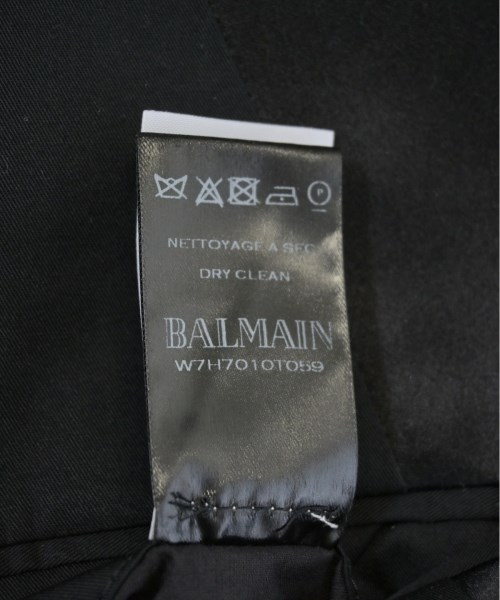 P
NETTOYAGE A SEC
DRY CLEAN
BALMAIN
W7H7010T059